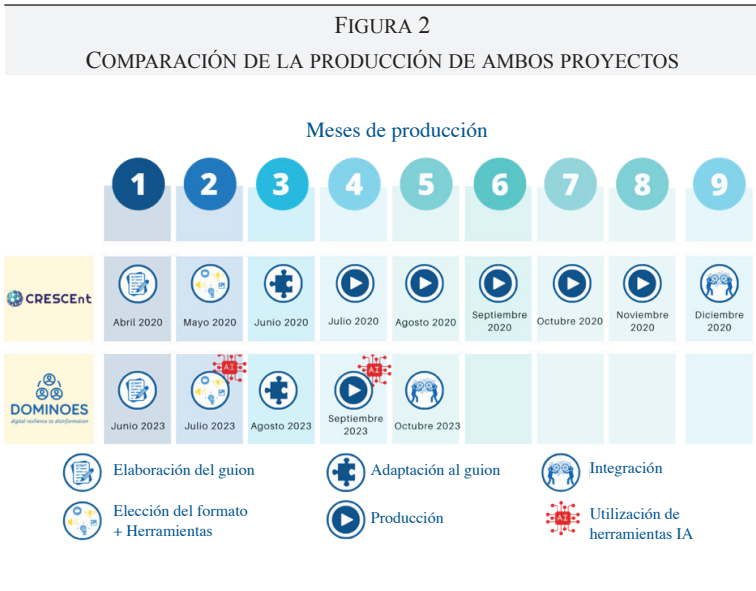 FIGURA 2
COMPARACIÓN DE LA PRODUCCIÓN DE AMBOS PROYECTOS
Meses de producción
1 2 3 4 5 6 7 8 9
CRESCEnt
Abril 2020 Mayo 2020 Junio 2020 Julio 2020 Agosto 2020 Septiembre 2020 Octubre 2020 Noviembre 2020 Diciembre 2020
DOMINOES
digital resilience to disinformation
AI AI
Junio 2023 Julio 2023 Agosto 2023 Septiembre 2023 Octubre 2023
Elaboración del guion
Adaptación al guion
Integración
Elección del formato
+ Herramientas
Producción
AI
Utilización de
herramientas IA